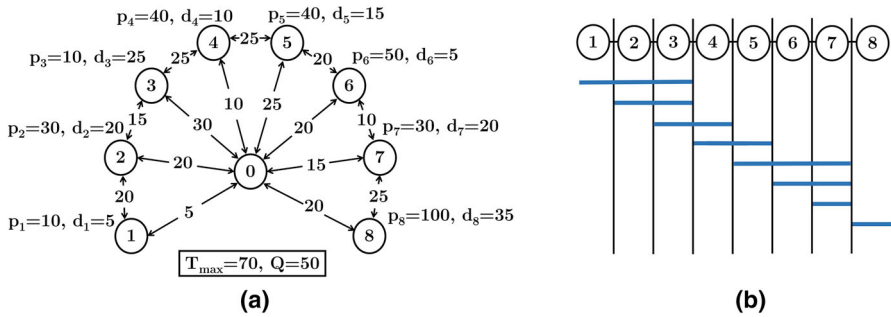 p₄=40, d₄=10
p₅=40, d₅=15
p₃=10, d₃=25
25
4
25
5
20
p₆=50, d₆=5
3
6
p₂=30, d₂=20
15
10
25
10
30
20
p₇=30, d₇=20
2
20
0
15
7
20
5
20
25
p₁=10, d₁=5
1
8
p₈=100, d₈=35
Tmax=70, Q=50
(a)
1 2 3 4 5 6 7 8
(b)